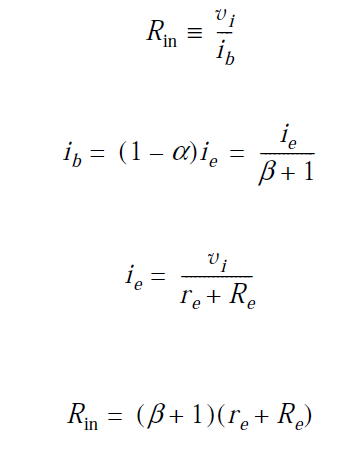 R_in ≡ v_i / i_b
i_b = (1 − α)i_e = i_e / (β + 1)
i_e = v_i / (r_e + R_e)
R_in = (β + 1)(r_e + R_e)